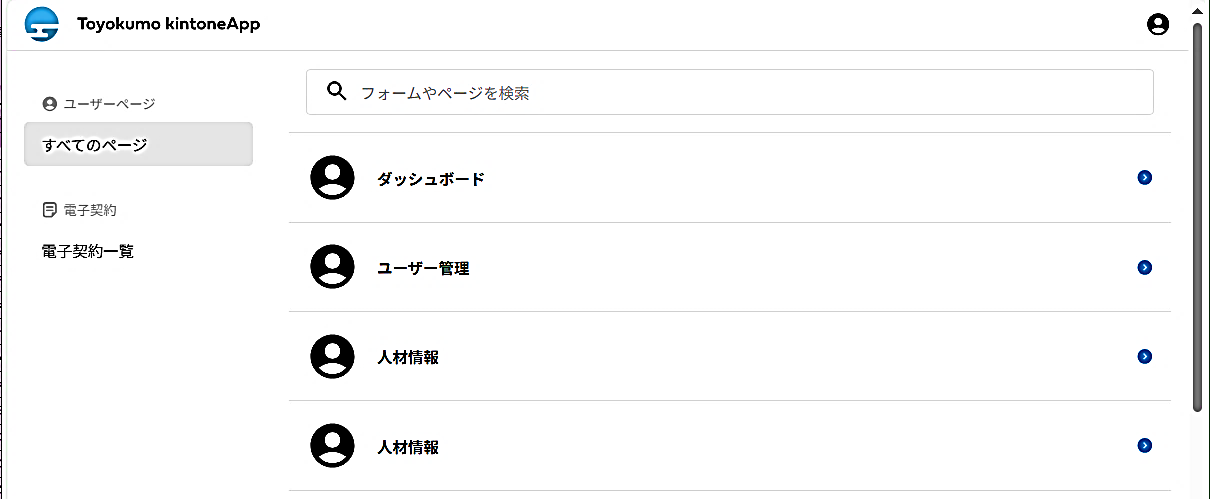 Toyokumo kintoneApp
ユーザーページ
すべてのページ
電子契約
電子契約一覧
フォームやページを検索
ダッシュボード
ユーザー管理
人材情報
人材情報